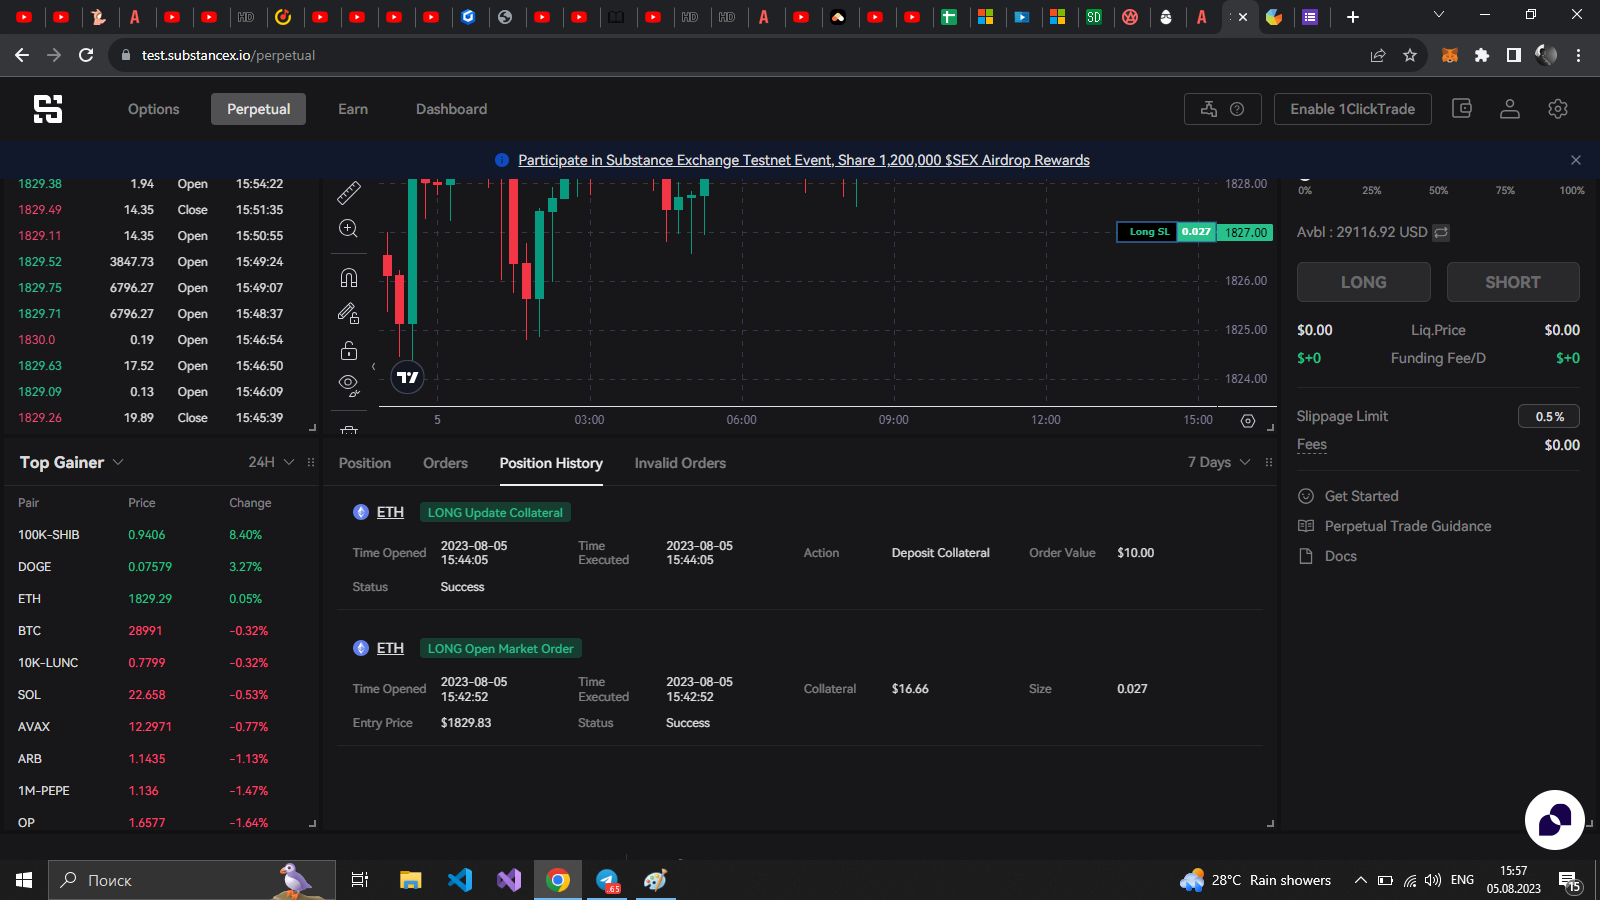 test.substancex.io/perpetual
Options Perpetual Earn Dashboard Enable 1ClickTrade
Participate in Substance Exchange Testnet Event, Share 1,200,000 $SEX Airdrop Rewards
1829.38 1.94 Open 15:54:22
1829.49 14.35 Close 15:51:35
1829.11 14.35 Open 15:50:55
1829.52 3847.73 Open 15:49:24
1829.75 6796.27 Open 15:49:07
1829.71 6796.27 Open 15:48:37
1830.0 0.19 Open 15:46:54
1829.63 17.52 Open 15:46:50
1829.09 0.13 Open 15:46:09
1829.26 19.89 Close 15:45:39
1828.00
Long SL 0.027 1827.00
1826.00
1825.00
1824.00
5 03:00 06:00 09:00 12:00 15:00
0% 25% 50% 75% 100%
Avbl : 29116.92 USD
LONG SHORT
$0.00 Liq.Price $0.00
$+0 Funding Fee/D $+0
Slippage Limit 0.5%
Fees $0.00
Get Started
Perpetual Trade Guidance
Docs
Top Gainer 24H
Pair Price Change
100K-SHIB 0.9406 8.40%
DOGE 0.07579 3.27%
ETH 1829.29 0.05%
BTC 28991 -0.32%
10K-LUNC 0.7799 -0.32%
SOL 22.658 -0.53%
AVAX 12.2971 -0.77%
ARB 1.1435 -1.13%
1M-PEPE 1.136 -1.47%
OP 1.6577 -1.64%
Position Orders Position History Invalid Orders 7 Days
ETH LONG Update Collateral
Time Opened 2023-08-05 15:44:05 Time Executed 2023-08-05 15:44:05 Action Deposit Collateral Order Value $10.00
Status Success
ETH LONG Open Market Order
Time Opened 2023-08-05 15:42:52 Time Executed 2023-08-05 15:42:52 Collateral $16.66 Size 0.027
Entry Price $1829.83 Status Success
Поиск
.65
28°C Rain showers
ENG
15:57
05.08.2023
15